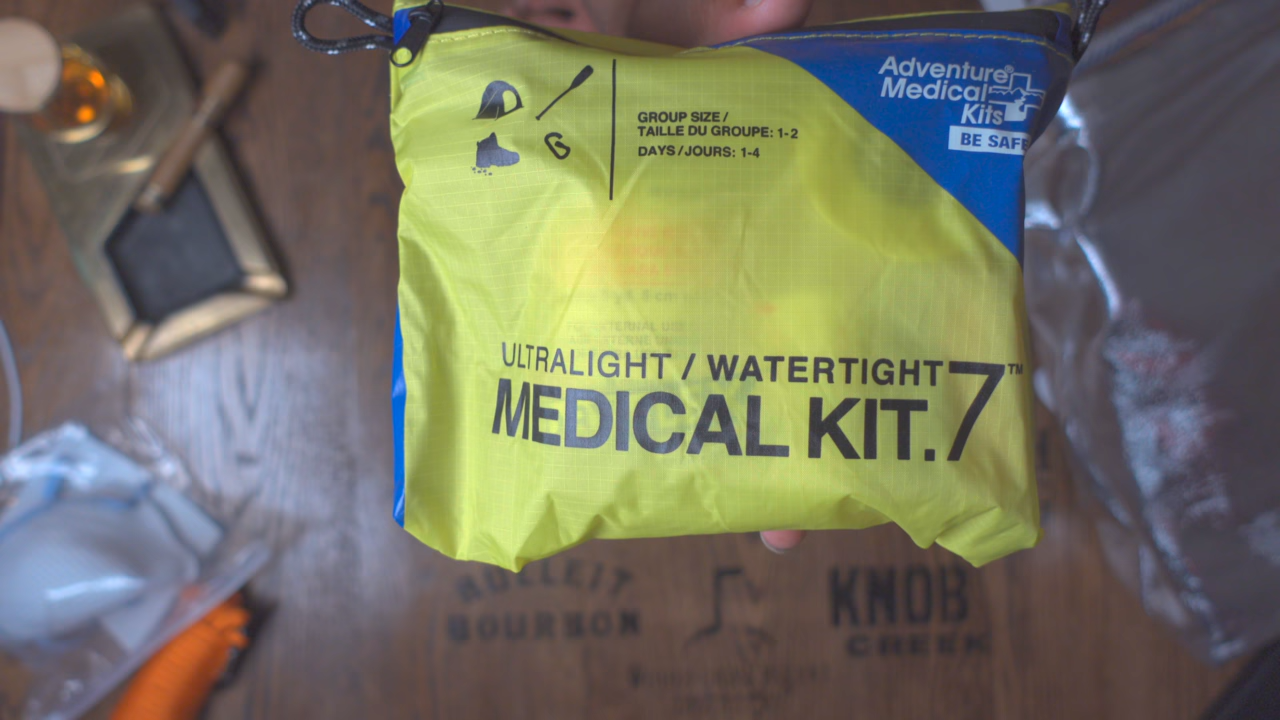 Adventure®
Medical
Kits
BE SAFE
GROUP SIZE /
TAILLE DU GROUPE: 1-2
DAYS / JOURS: 1-4
ULTRALIGHT / WATERTIGHT
MEDICAL KIT.7™
BULLEIT
BOURBON
KNOB
CREEK